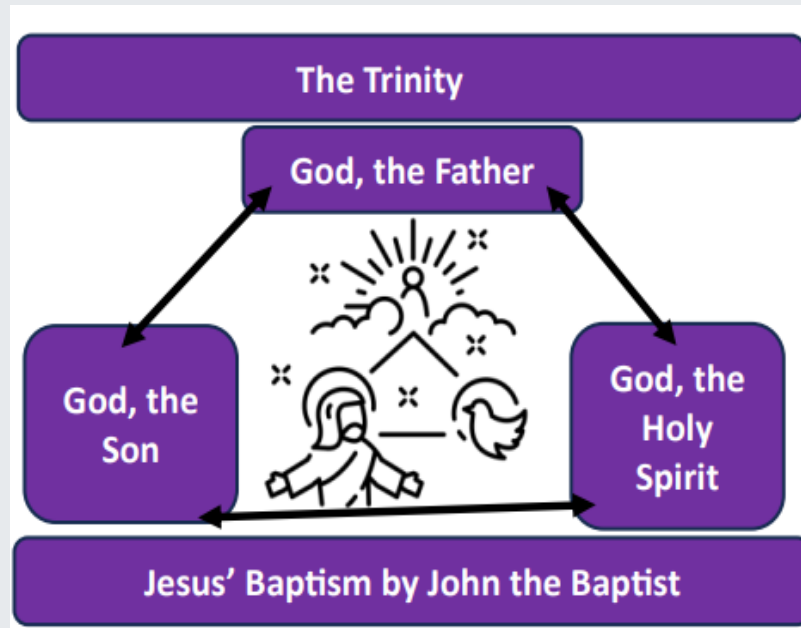 The Trinity
God, the Father
God, the
Son
God, the
Holy
Spirit
Jesus’ Baptism by John the Baptist